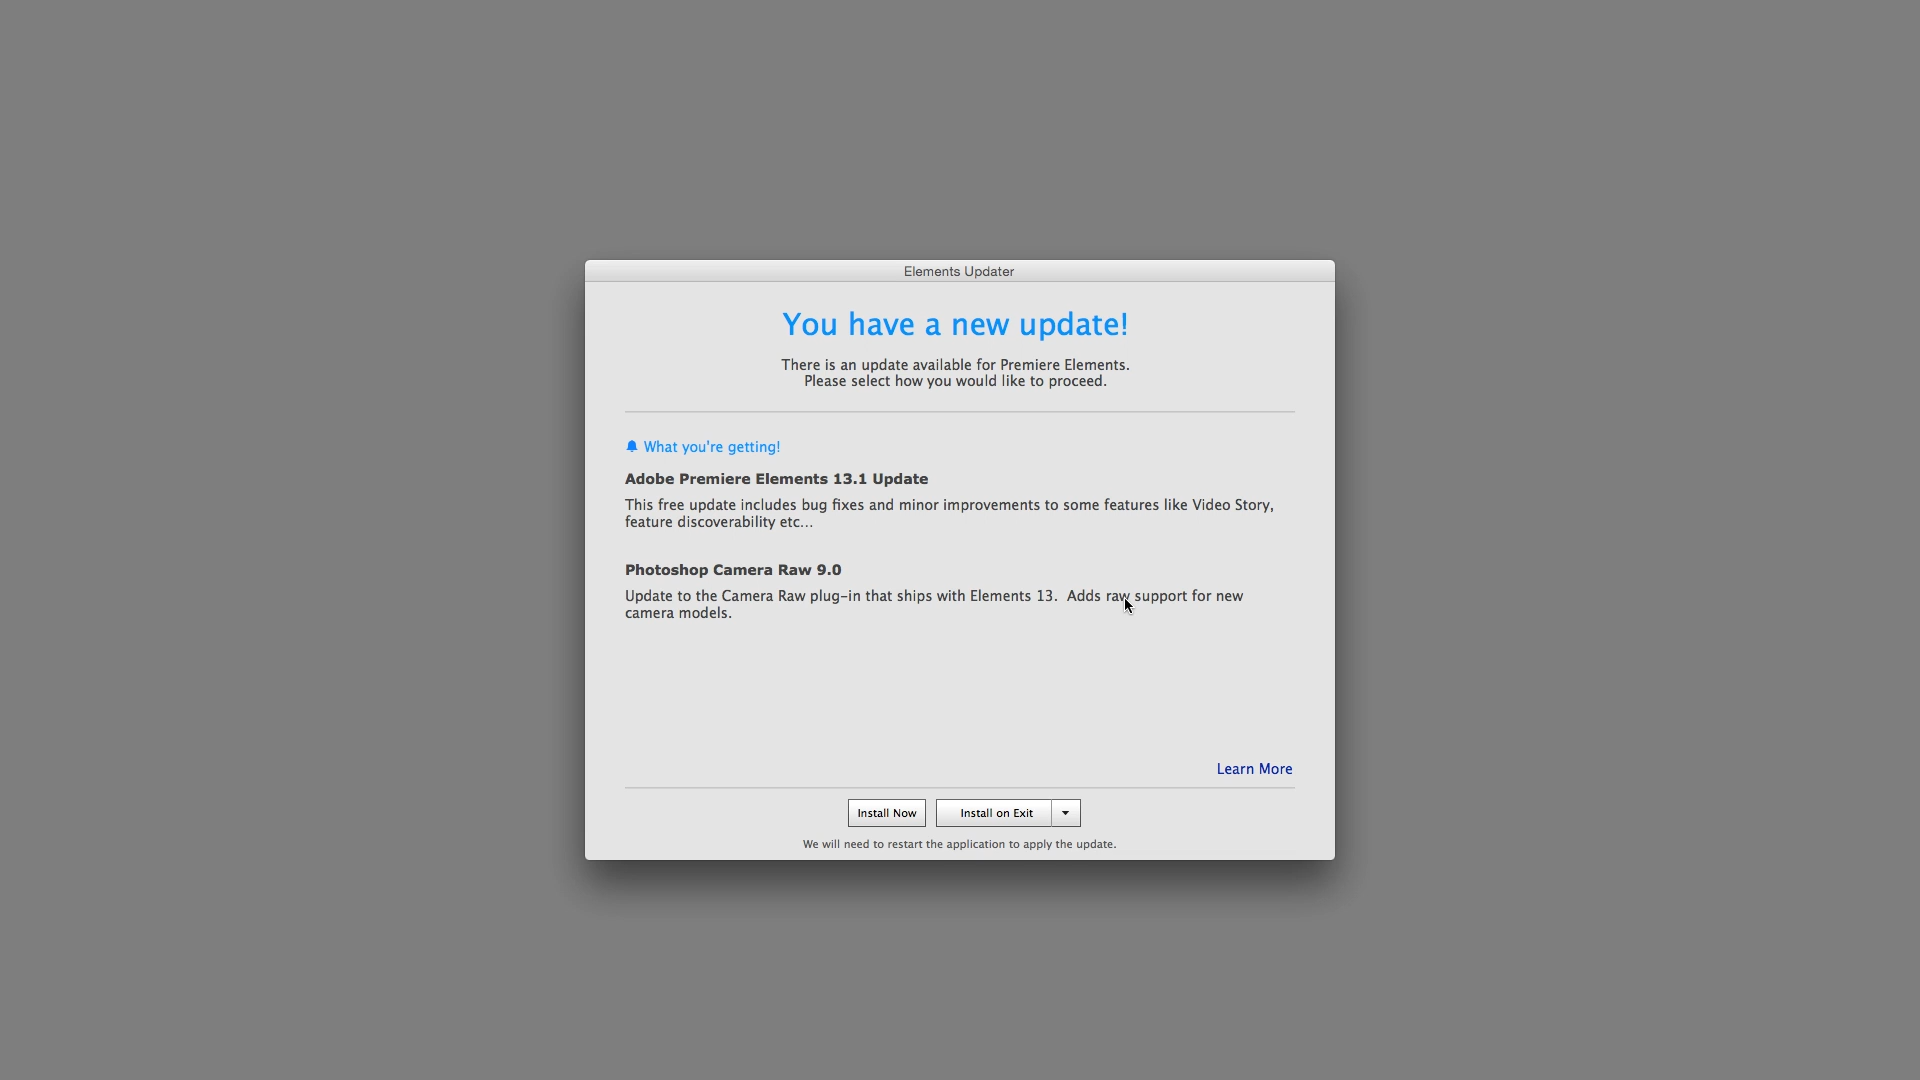 Elements Updater
You have a new update!
There is an update available for Premiere Elements.
Please select how you would like to proceed.
What you're getting!
Adobe Premiere Elements 13.1 Update
This free update includes bug fixes and minor improvements to some features like Video Story,
feature discoverability etc...
Photoshop Camera Raw 9.0
Update to the Camera Raw plug-in that ships with Elements 13.  Adds raw support for new
camera models.
Learn More
Install Now
Install on Exit
We will need to restart the application to apply the update.